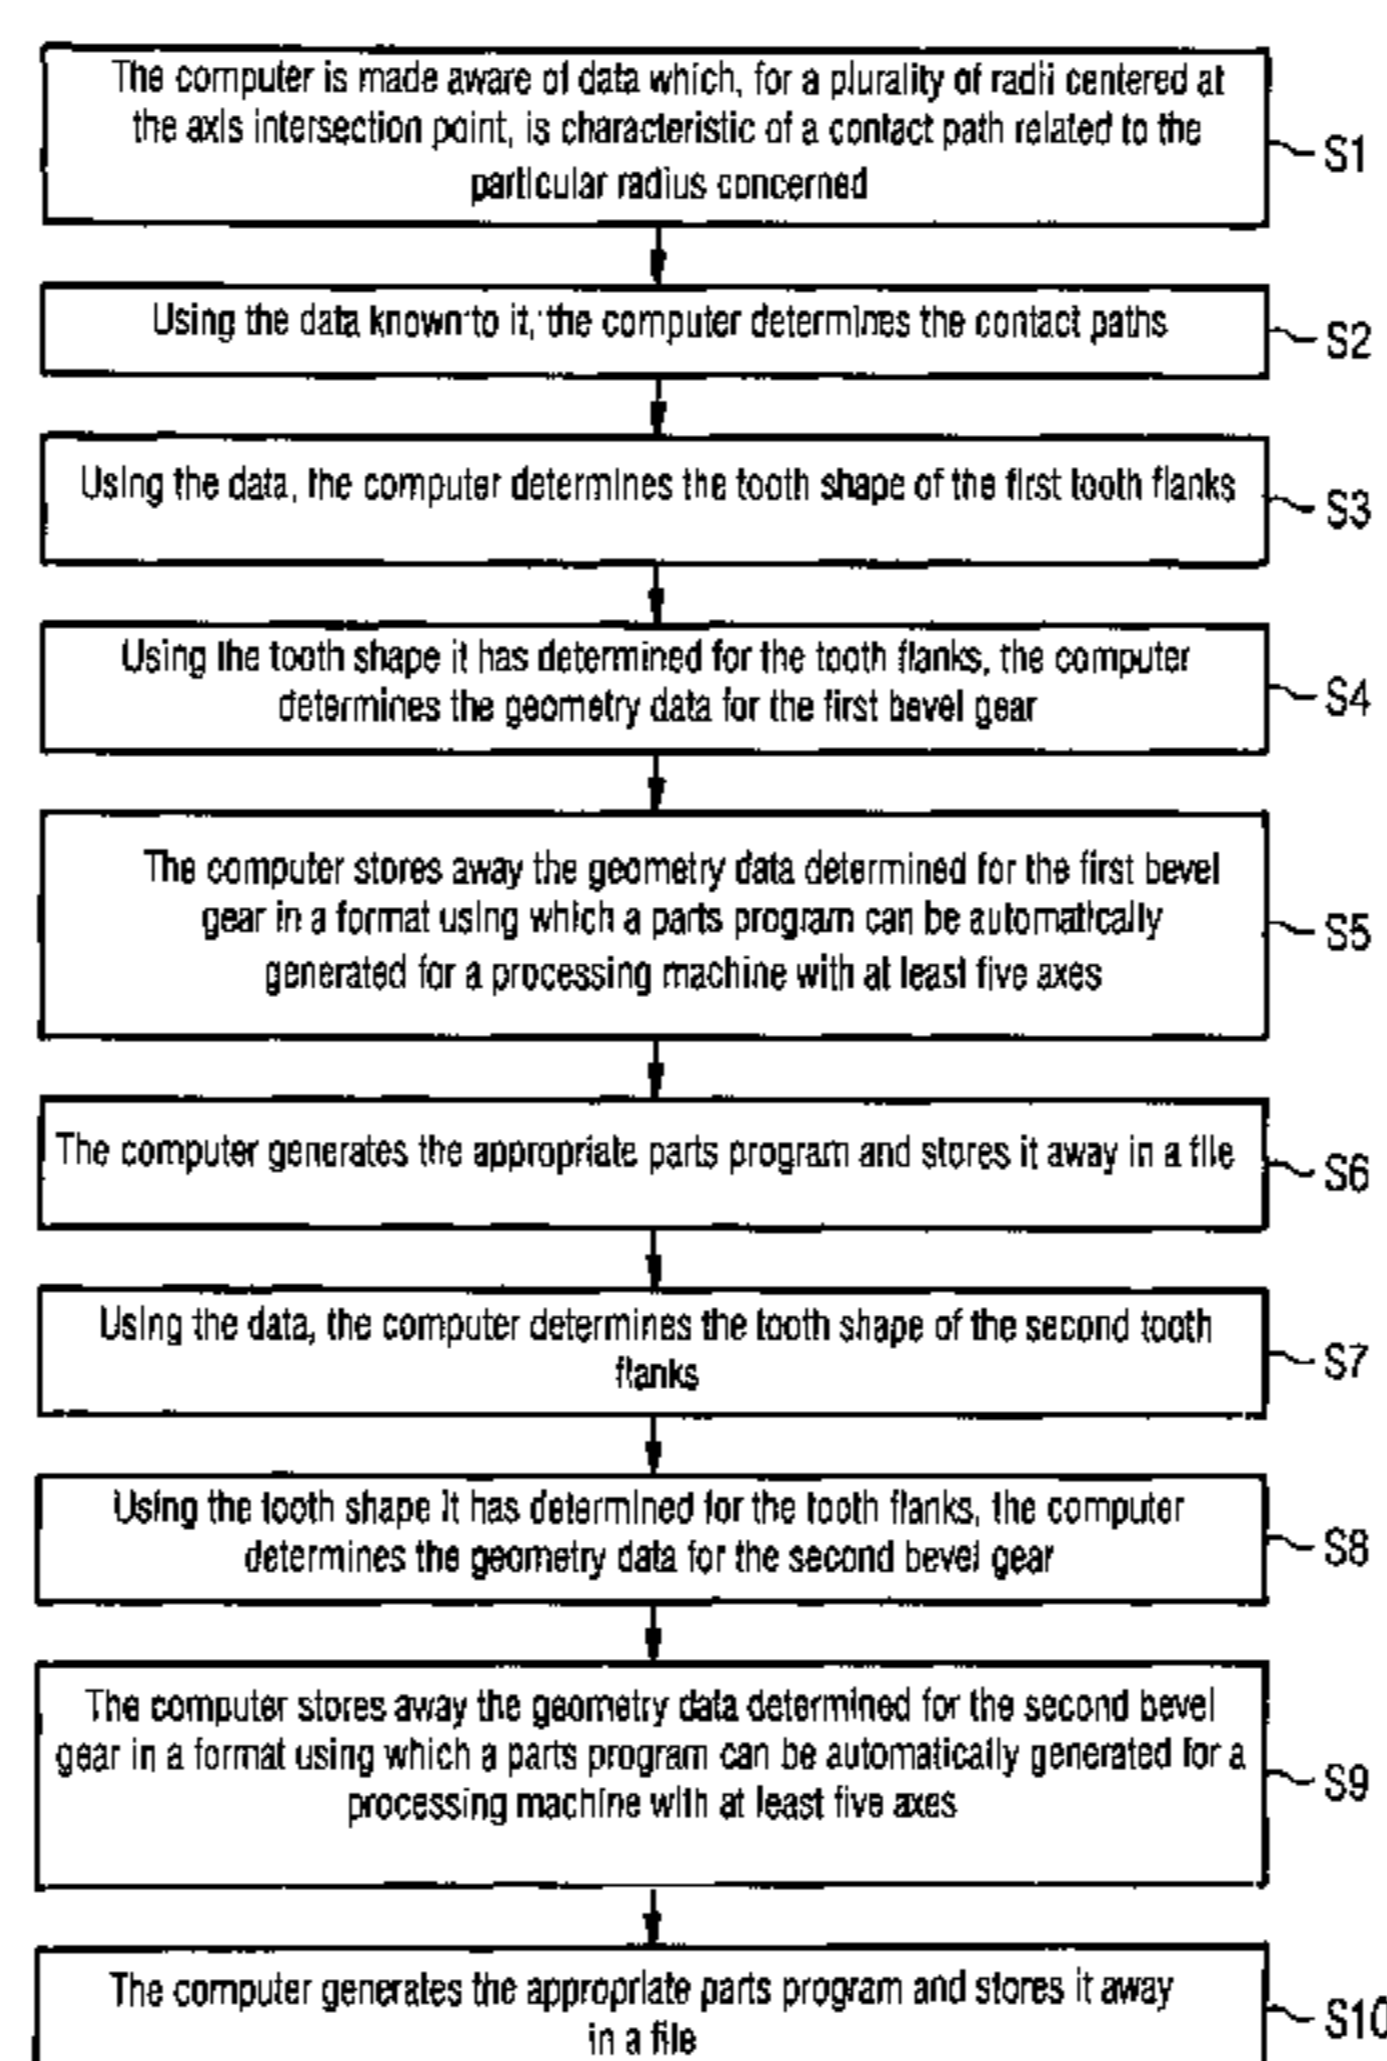 The computer is made aware of data which, for a plurality of radii centered at
the axis intersection point, is characteristic of a contact path related to the
particular radius concerned
S1
Using the data known to it, the computer determines the contact paths
S2
Using the data, the computer determines the tooth shape of the first tooth flanks
S3
Using the tooth shape it has determined for the tooth flanks, the computer
determines the geometry data for the first bevel gear
S4
The computer stores away the geometry data determined for the first bevel
gear in a format using which a parts program can be automatically
generated for a processing machine with at least five axes
S5
The computer generates the appropriate parts program and stores it away in a file
S6
Using the data, the computer determines the tooth shape of the second tooth
flanks
S7
Using the tooth shape it has determined for the tooth flanks, the computer
determines the geometry data for the second bevel gear
S8
The computer stores away the geometry data determined for the second bevel
gear in a format using which a parts program can be automatically generated for a
processing machine with at least five axes
S9
The computer generates the appropriate parts program and stores it away
in a file
S10